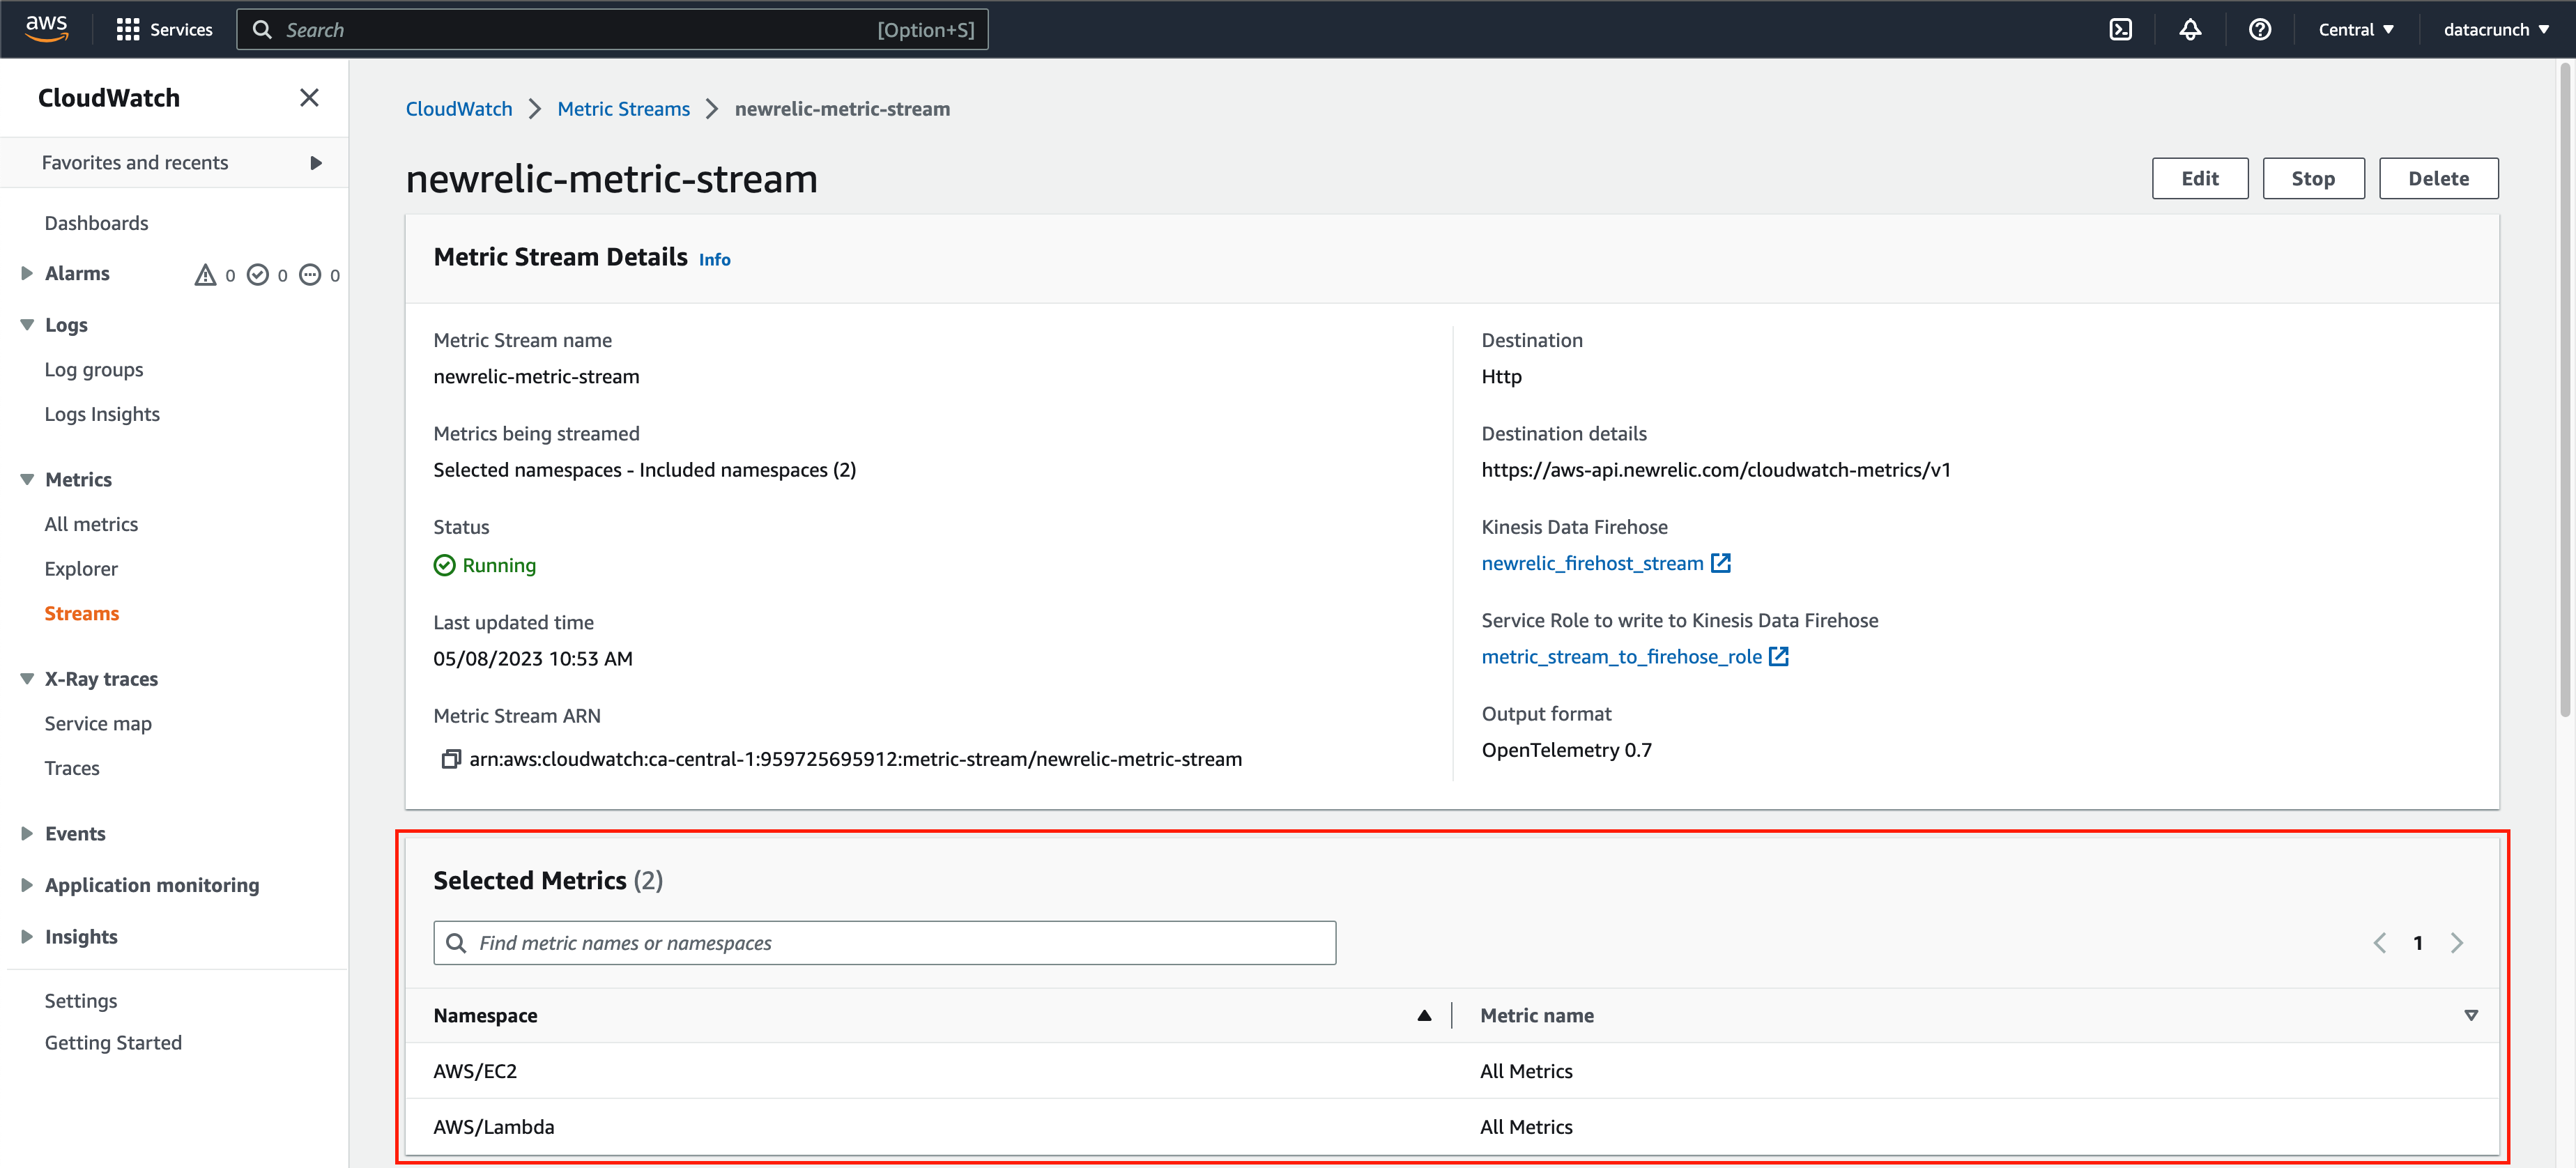 aws Services Search [Option+S] Central datacrunch
CloudWatch
Favorites and recents
Dashboards
Alarms 0 0 0
Logs
Log groups
Logs Insights
Metrics
All metrics
Explorer
Streams
X-Ray traces
Service map
Traces
Events
Application monitoring
Insights
Settings
Getting Started
CloudWatch Metric Streams newrelic-metric-stream
newrelic-metric-stream
Edit Stop Delete
Metric Stream Details Info
Metric Stream name
newrelic-metric-stream
Metrics being streamed
Selected namespaces - Included namespaces (2)
Status
Running
Last updated time
05/08/2023 10:53 AM
Metric Stream ARN
arn:aws:cloudwatch:ca-central-1:959725695912:metric-stream/newrelic-metric-stream
Destination
Http
Destination details
https://aws-api.newrelic.com/cloudwatch-metrics/v1
Kinesis Data Firehose
newrelic_firehost_stream
Service Role to write to Kinesis Data Firehose
metric_stream_to_firehose_role
Output format
OpenTelemetry 0.7
Selected Metrics (2)
Find metric names or namespaces
1
Namespace Metric name
AWS/EC2 All Metrics
AWS/Lambda All Metrics